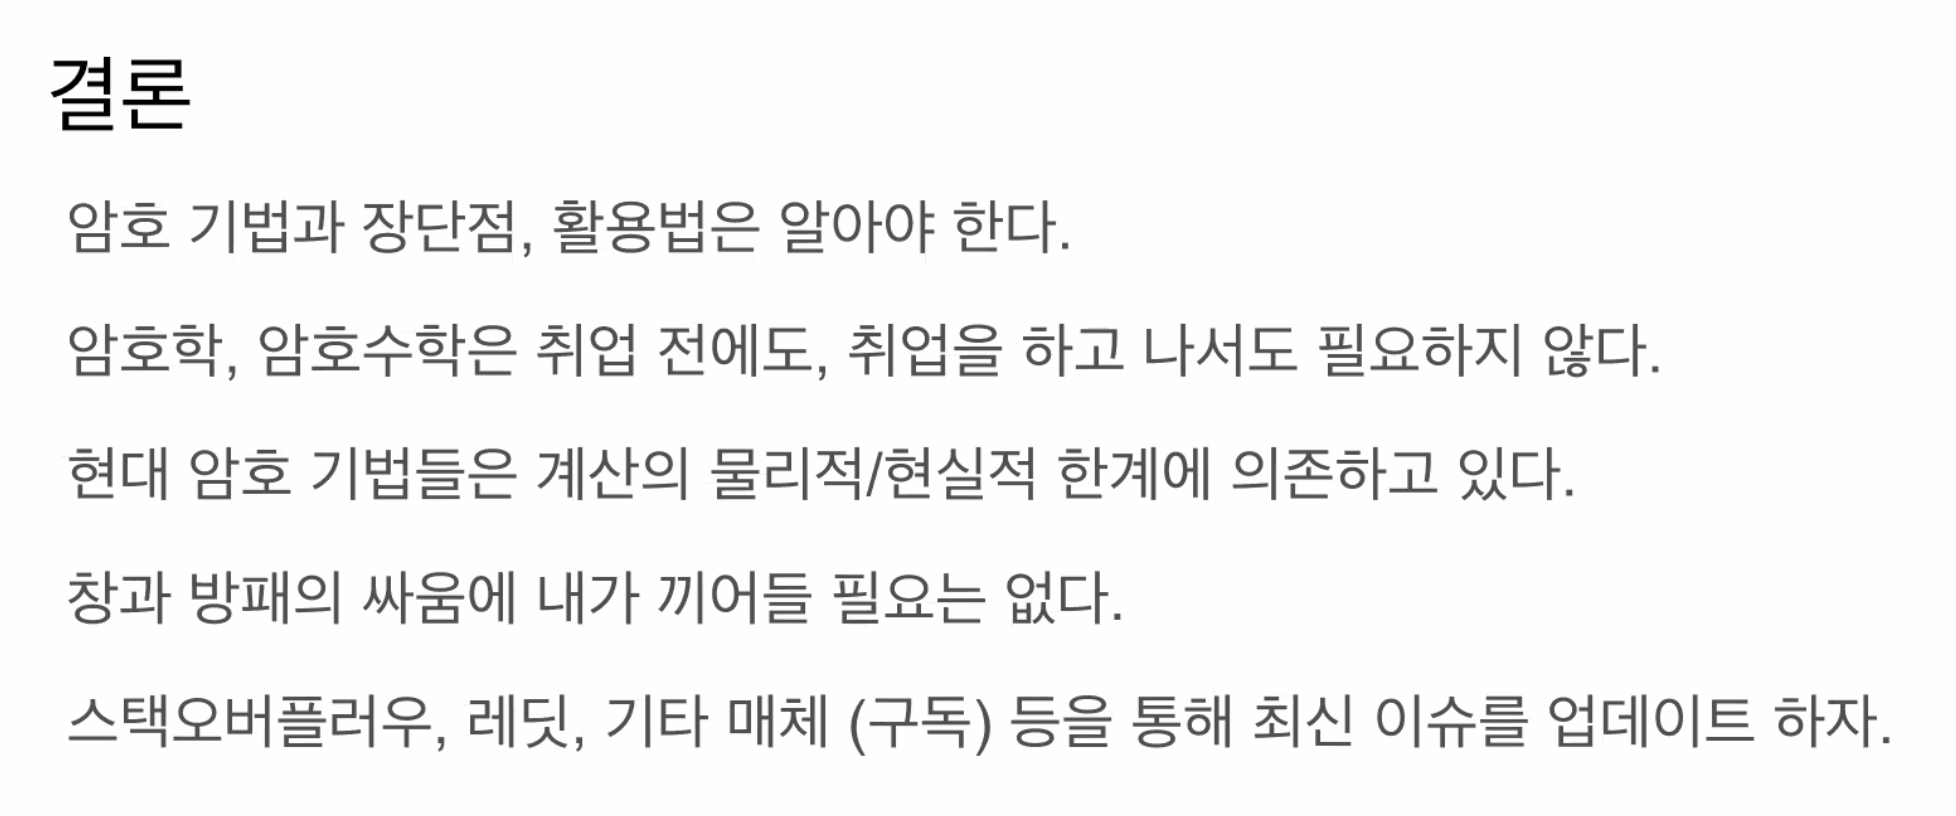 결론
암호 기법과 장단점, 활용법은 알아야 한다.
암호학, 암호수학은 취업 전에도, 취업을 하고 나서도 필요하지 않다.
현대 암호 기법들은 계산의 물리적/현실적 한계에 의존하고 있다.
창과 방패의 싸움에 내가 끼어들 필요는 없다.
스택오버플러우, 레딧, 기타 매체 (구독) 등을 통해 최신 이슈를 업데이트 하자.